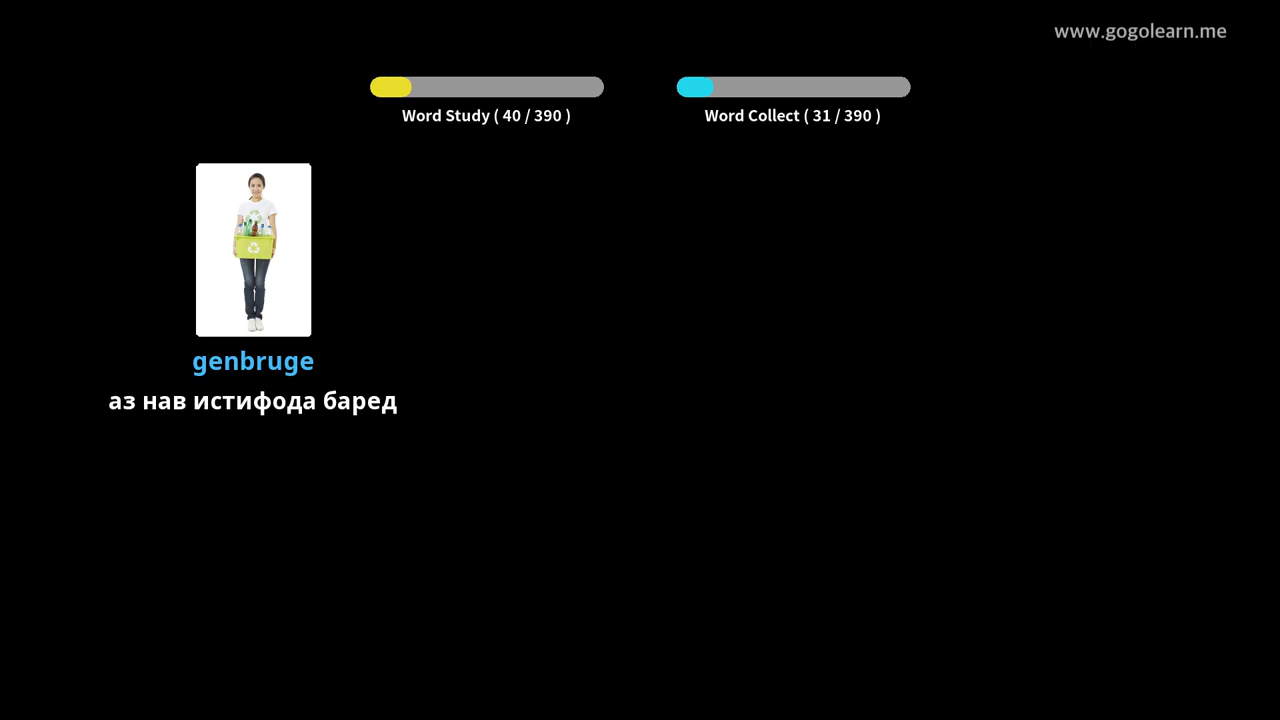 www.gogolearn.me
Word Study ( 40 / 390 )
Word Collect ( 31 / 390 )
genbruge
аз нав истифода баред